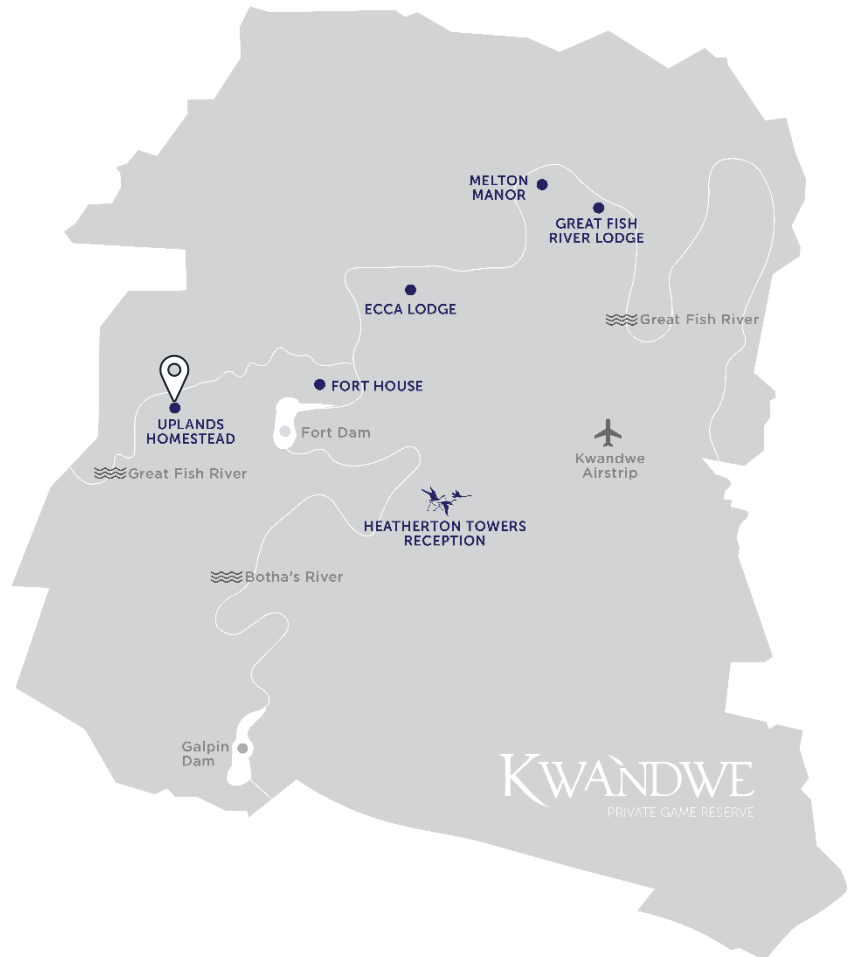 MELTON
MANOR
GREAT FISH
RIVER LODGE
ECCA LODGE
Great Fish River
FORT HOUSE
UPLANDS
HOMESTEAD
Fort Dam
Great Fish River
Kwandwe
Airstrip
HEATHERTON TOWERS
RECEPTION
Botha's River
Galpin
Dam
KWANDWE
PRIVATE GAME RESERVE